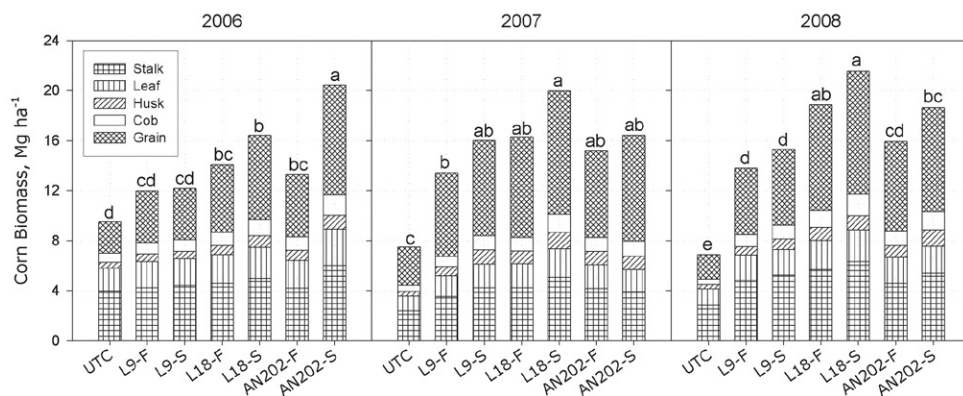 2006 2007 2008
Corn Biomass, Mg ha⁻¹
24
20
16
12
8
4
0
Stalk
Leaf
Husk
Cob
Grain
d cd cd bc b bc a
c b ab ab a ab ab
e d d ab a cd bc
UTC L9-F L9-S L18-F L18-S AN202-F AN202-S
UTC L9-F L9-S L18-F L18-S AN202-F AN202-S
UTC L9-F L9-S L18-F L18-S AN202-F AN202-S